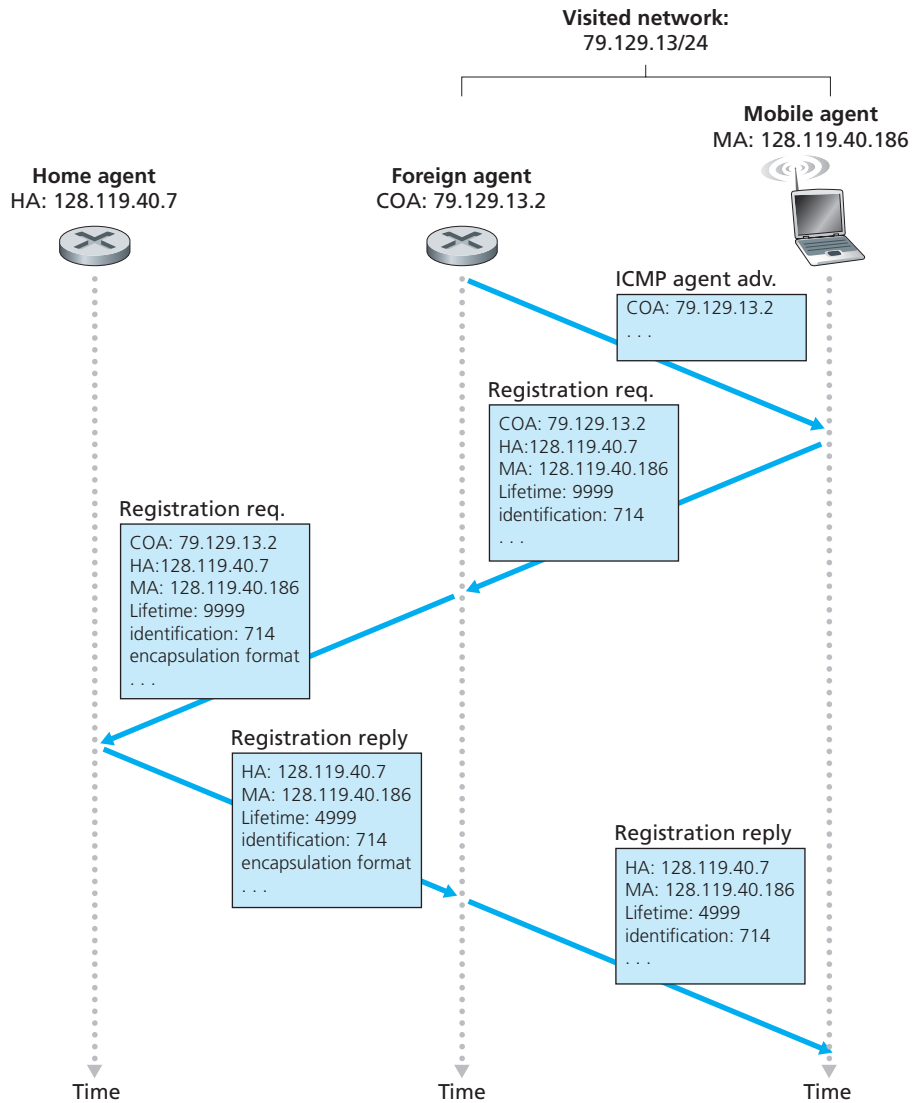 Visited network:
79.129.13/24
Mobile agent
MA: 128.119.40.186
Home agent
HA: 128.119.40.7
Foreign agent
COA: 79.129.13.2
ICMP agent adv.
COA: 79.129.13.2
. . .
Registration req.
COA: 79.129.13.2
HA:128.119.40.7
MA: 128.119.40.186
Lifetime: 9999
identification: 714
. . .
Registration req.
COA: 79.129.13.2
HA:128.119.40.7
MA: 128.119.40.186
Lifetime: 9999
identification: 714
encapsulation format
. . .
Registration reply
HA: 128.119.40.7
MA: 128.119.40.186
Lifetime: 4999
identification: 714
encapsulation format
. . .
Registration reply
HA: 128.119.40.7
MA: 128.119.40.186
Lifetime: 4999
identification: 714
. . .
Time
Time
Time